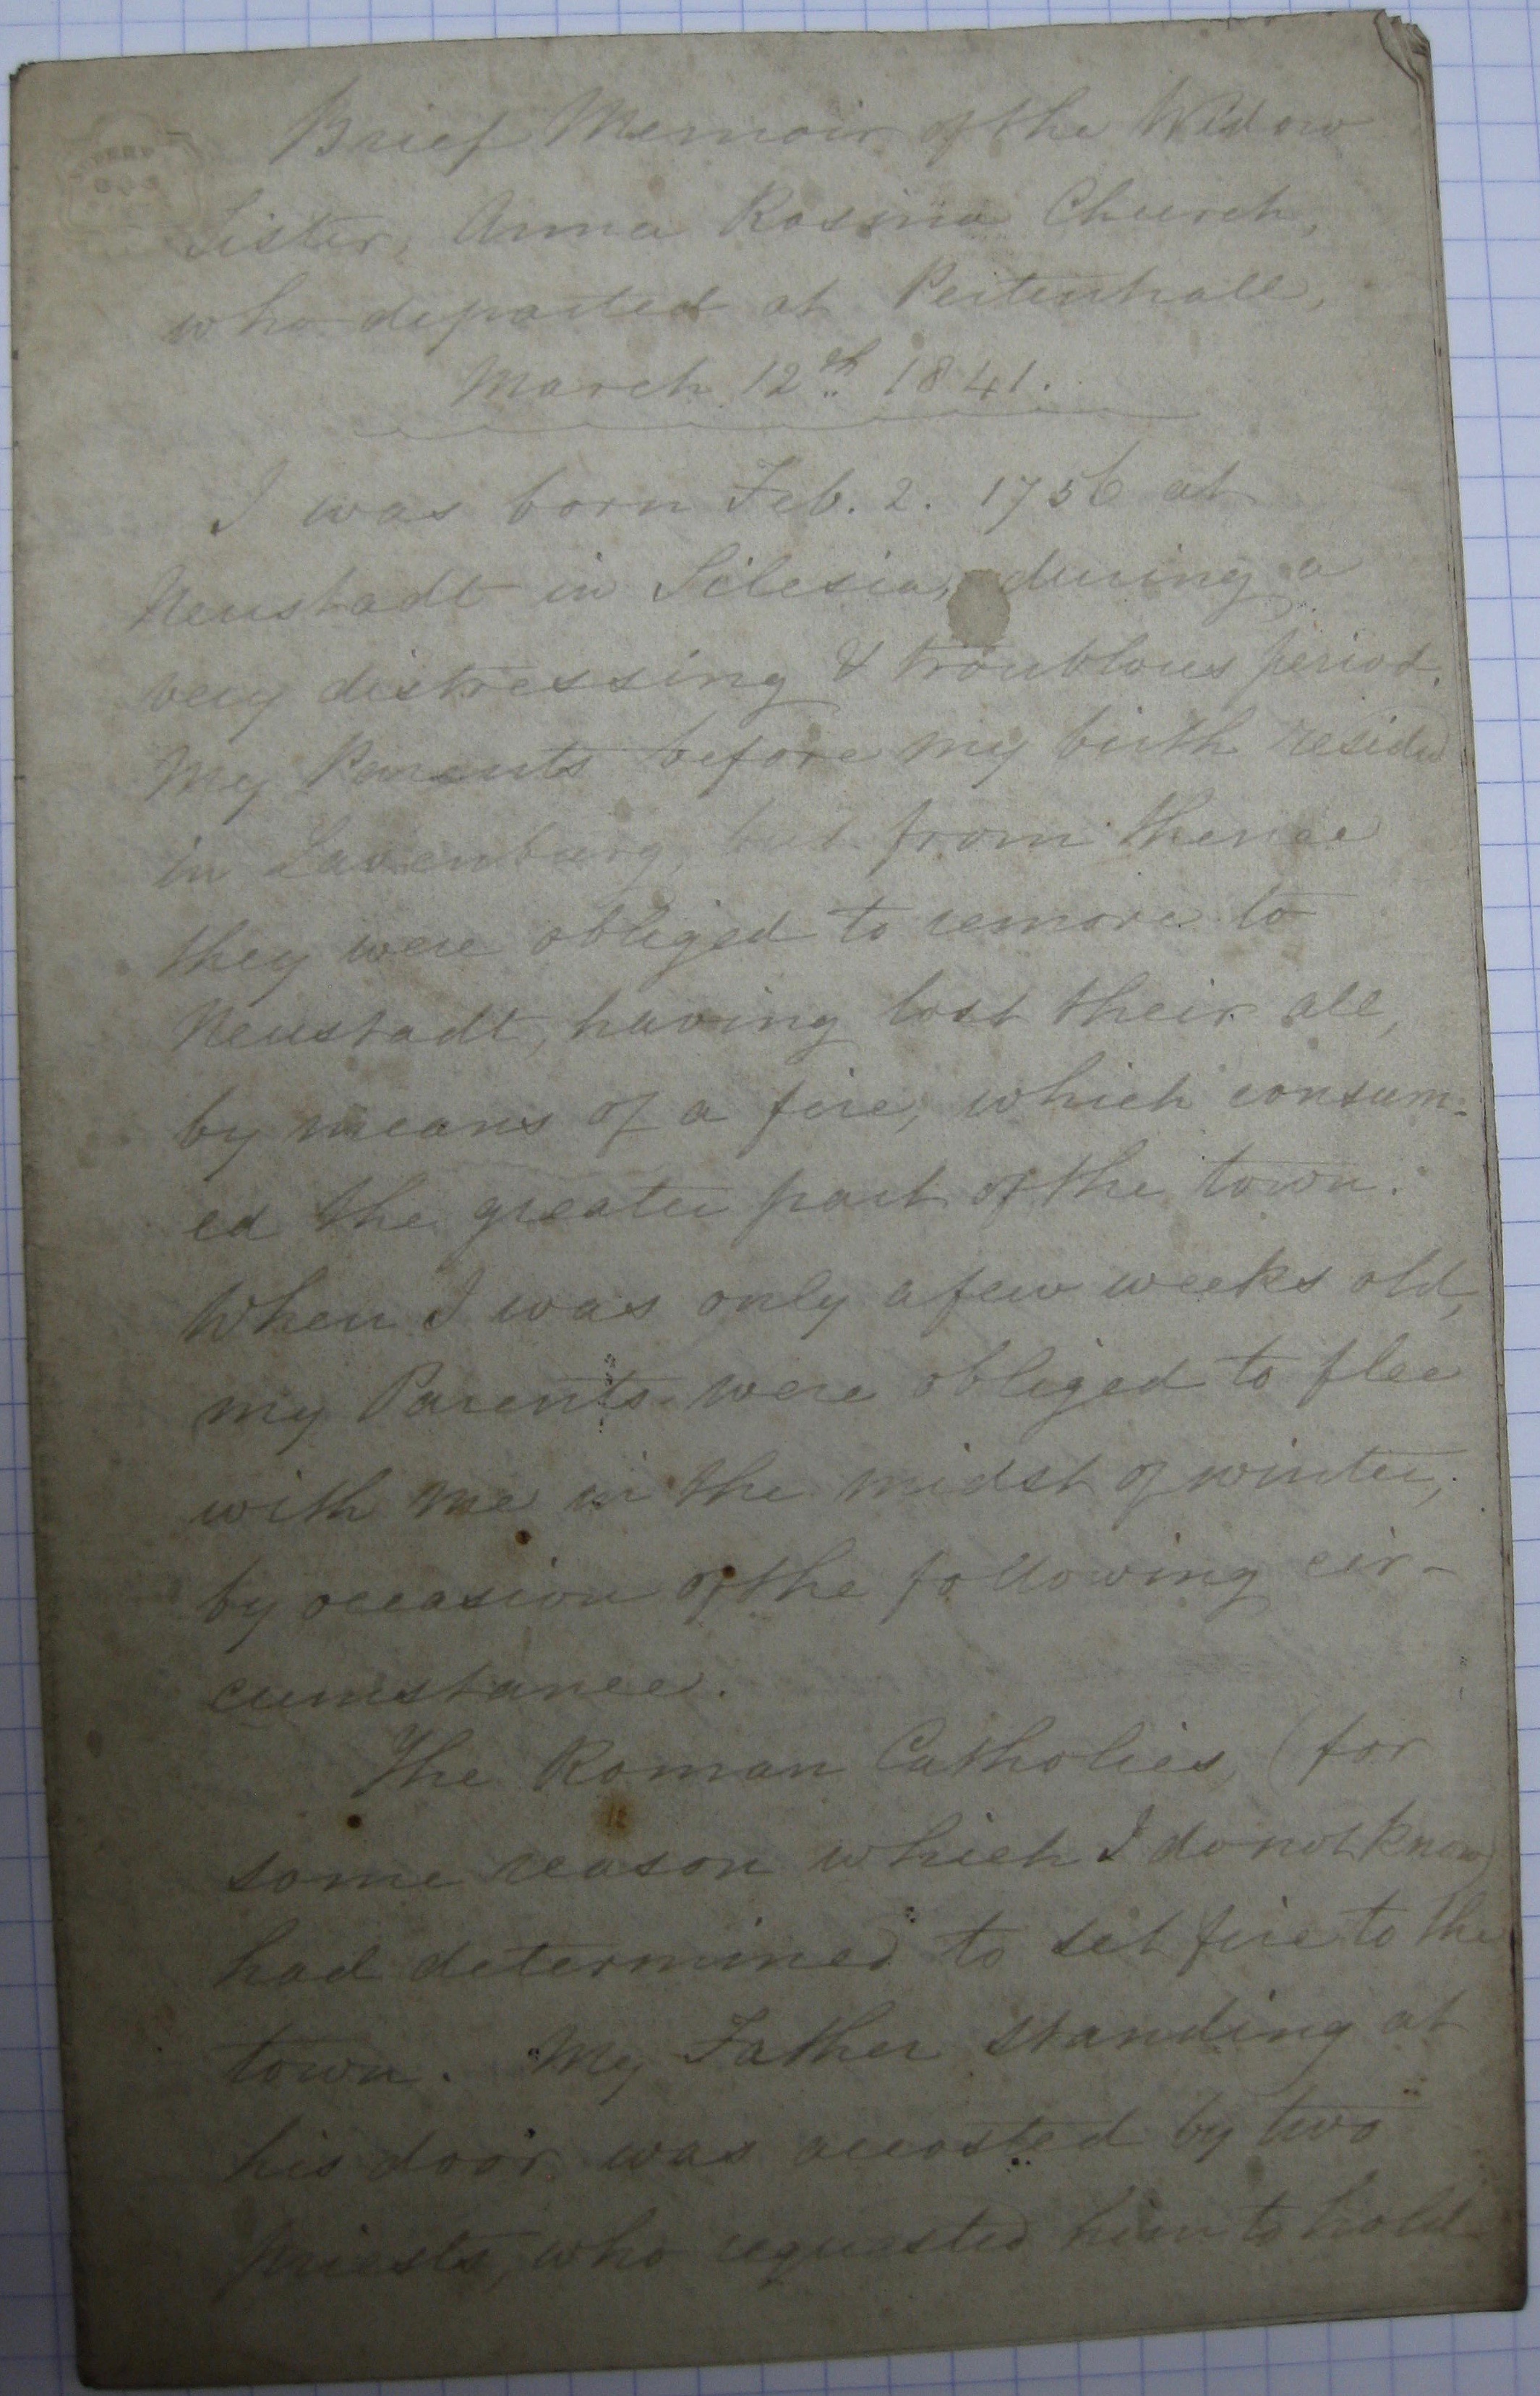 Brief Memoir of the Widow
Sister, Anna Rosina Church,
who departed at Pertenhall,
March 12th 1841.
I was born Feb. 2. 1756 at
Neustadt in Silesia, during a
very distressing & troublous period.
My Parents before my birth resided
in but from thence
they were obliged to remove to
Neustadt, having lost their all,
by means of a fire, which consum-
ed the greater part of the town.
When I was only a few weeks old,
my Parents were obliged to flee
with me in the midst of winter,
by occasion of the following cir-
cumstance.
The Roman Catholics, (for
some reason which I do not know)
had determined to set fire to the
town. My Father standing at
his door was accosted by two
priests, who requested him to hold